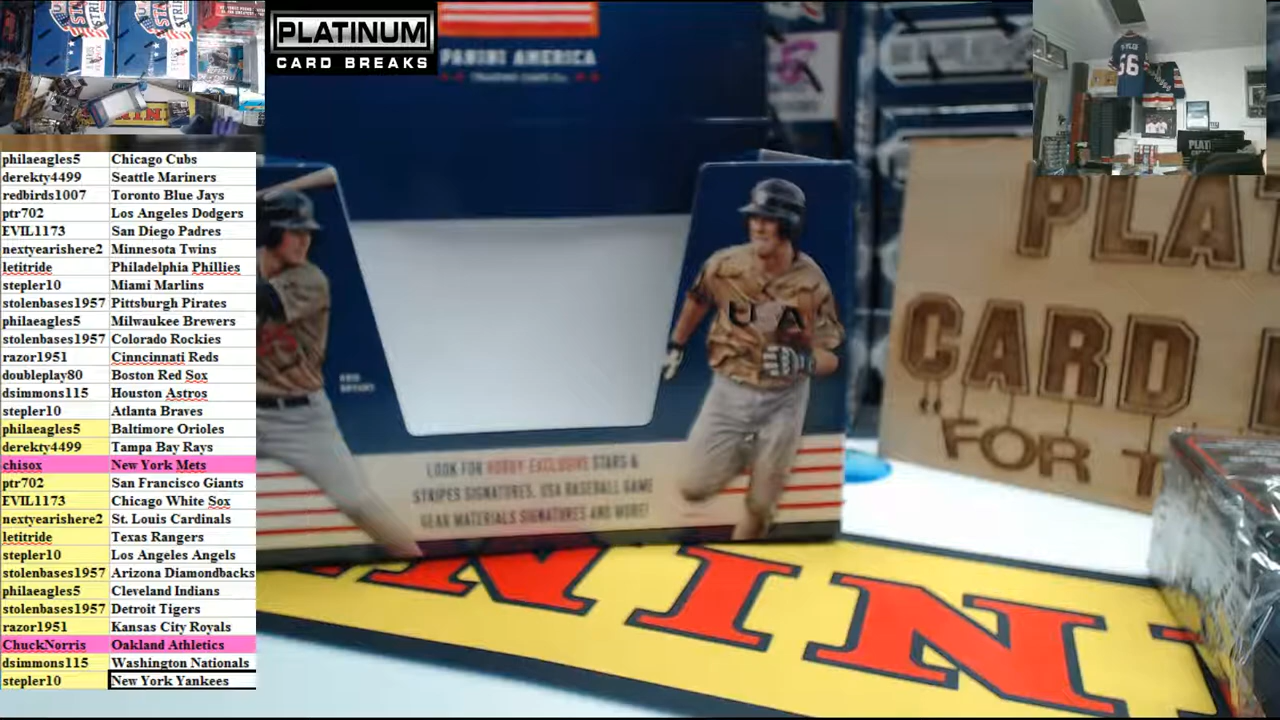 PLATINUM
CARD BREAKS
PANINI AMERICA
56
philaeagles5 Chicago Cubs
derekty4499 Seattle Mariners
redbirds1007 Toronto Blue Jays
ptr702 Los Angeles Dodgers
EVIL1173 San Diego Padres
nextyearishere2 Minnesota Twins
letitride Philadelphia Phillies
stepler10 Miami Marlins
stolenbases1957 Pittsburgh Pirates
philaeagles5 Milwaukee Brewers
stolenbases1957 Colorado Rockies
razor1951 Cinncinnati Reds
doubleplay80 Boston Red Sox
dsimmons115 Houston Astros
stepler10 Atlanta Braves
philaeagles5 Baltimore Orioles
derekty4499 Tampa Bay Rays
chisox New York Mets
ptr702 San Francisco Giants
EVIL1173 Chicago White Sox
nextyearishere2 St. Louis Cardinals
letitride Texas Rangers
stepler10 Los Angeles Angels
stolenbases1957 Arizona Diamondbacks
philaeagles5 Cleveland Indians
stolenbases1957 Detroit Tigers
razor1951 Kansas City Royals
ChuckNorris Oakland Athletics
dsimmons115 Washington Nationals
stepler10 New York Yankees
USA
LOOK FOR HOBBY-EXCLUSIVE STARS &
STRIPES SIGNATURES, USA BASEBALL GAME
GEAR MATERIALS SIGNATURES AND MORE!
PLAT
CARD
"FOR T
NINI